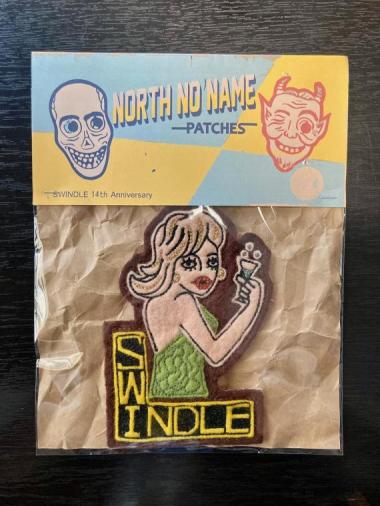 NORTH NO NAME
PATCHES
SWINDLE 14th Anniversary
SWINDLE